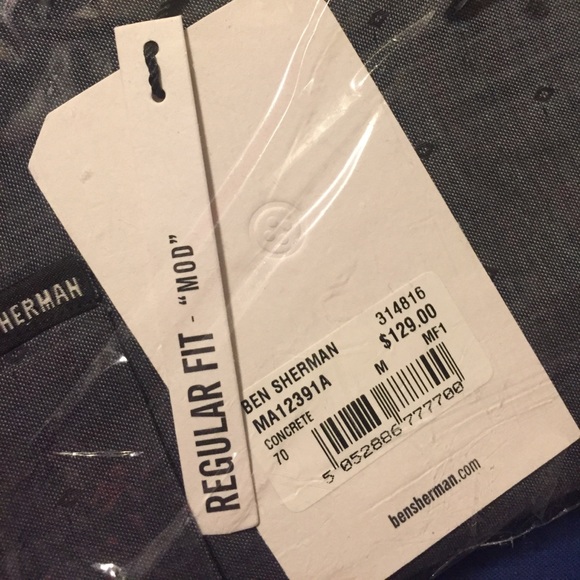 HERMAN
REGULAR FIT - "MOD"
314816
BEN SHERMAN $129.00
MA12391A
CONCRETE M MF1
70
5 052886 777700
bensherman.com